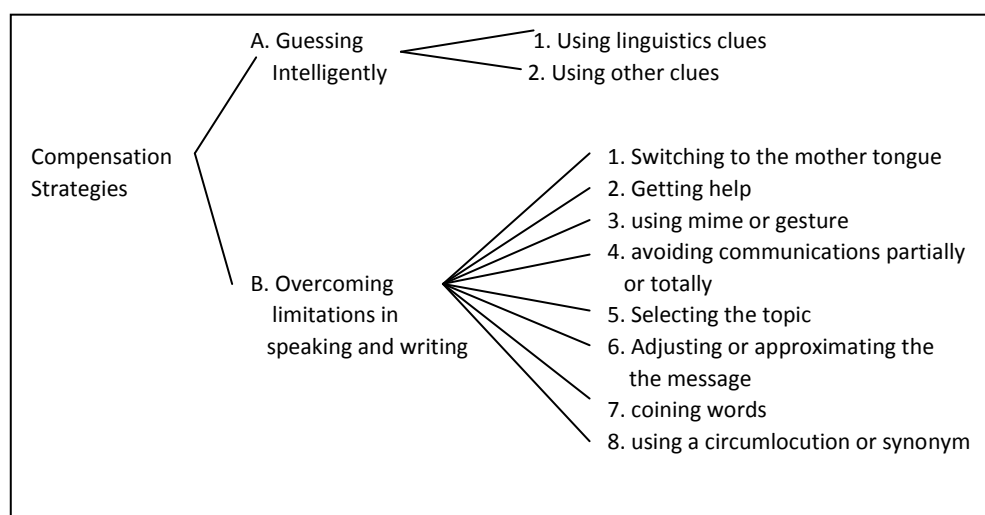 A. Guessing
Intelligently
1. Using linguistics clues
2. Using other clues
Compensation
Strategies
B. Overcoming
limitations in
speaking and writing
1. Switching to the mother tongue
2. Getting help
3. using mime or gesture
4. avoiding communications partially
or totally
5. Selecting the topic
6. Adjusting or approximating the
the message
7. coining words
8. using a circumlocution or synonym